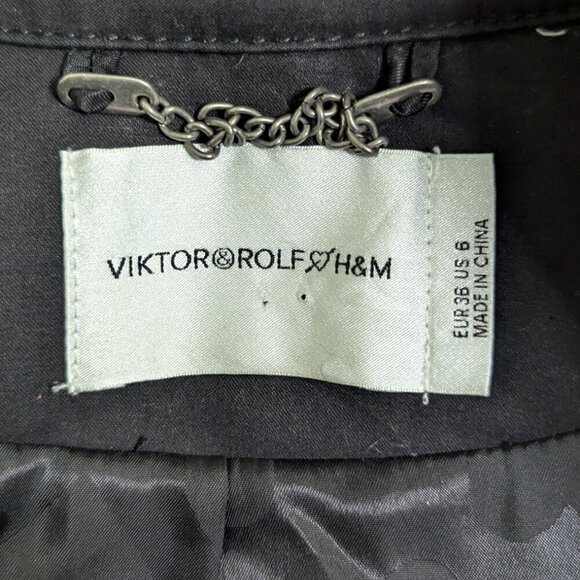 VIKTOR&ROLF♡H&M
EUR 36 US 6
MADE IN CHINA